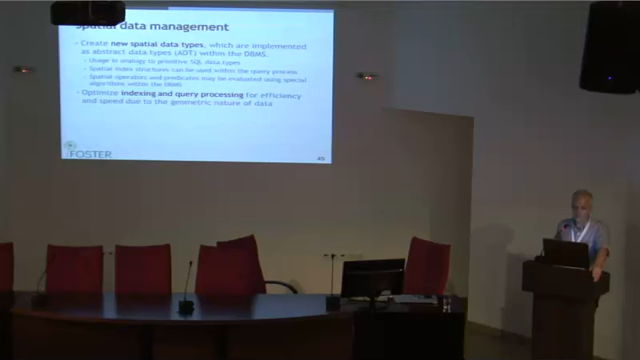 Spatial data management
Create new spatial data types, which are implemented
as abstract data types (ADT) within the DBMS.
Usage in analogy to primitive SQL data types
Spatial index structures can be used within the query process
Spatial operators and predicates may be evaluated using special
algorithms within the DBMS
Optimize indexing and query processing for efficiency
and speed due to the geometric nature of data
FOSTER